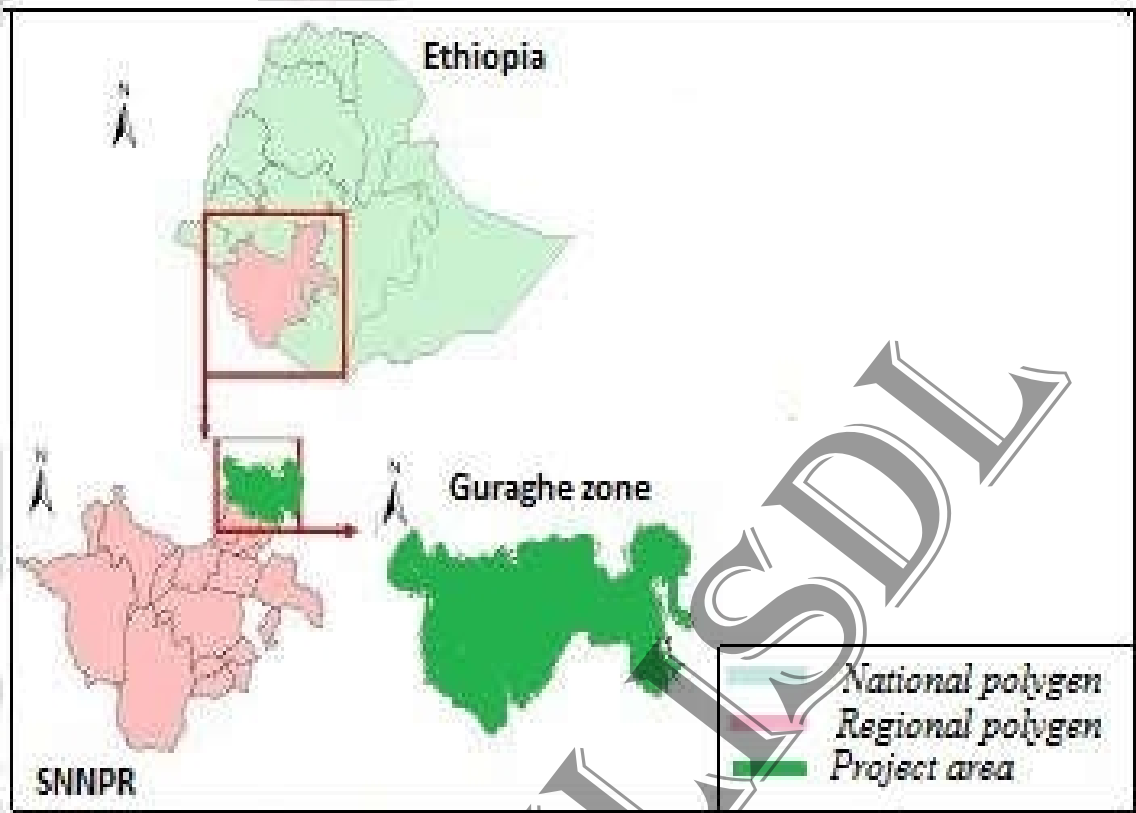 Ethiopia
N
N
SNNPR
N
Guraghe zone
National polygen
Regional polygen
Project area